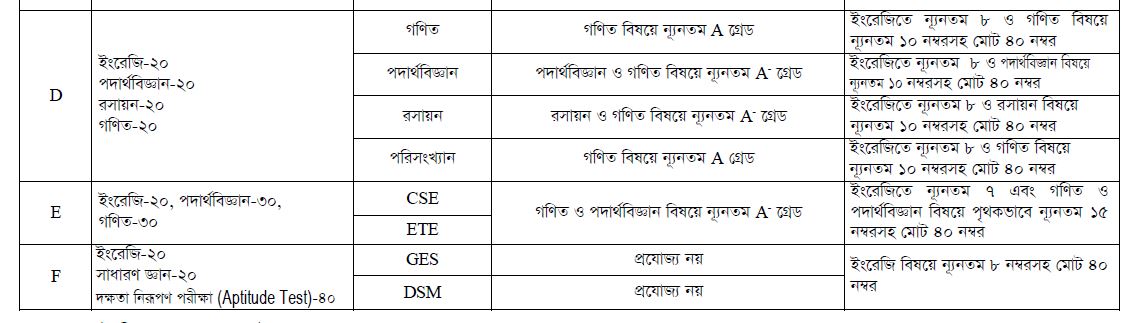 D
ইংরেজি-২০
পদার্থবিজ্ঞান-২০
রসায়ন-২০
গণিত-২০
গণিত
গণিত বিষয়ে ন্যূনতম A গ্রেড
ইংরেজিতে ন্যূনতম ৮ ও গণিত বিষয়ে
ন্যূনতম ১০ নম্বরসহ মোট ৪০ নম্বর
পদার্থবিজ্ঞান
পদার্থবিজ্ঞান ও গণিত বিষয়ে ন্যূনতম A- গ্রেড
ইংরেজিতে ন্যূনতম ৮ ও পদার্থবিজ্ঞান বিষয়ে
ন্যূনতম ১০ নম্বরসহ মোট ৪০ নম্বর
রসায়ন
রসায়ন ও গণিত বিষয়ে ন্যূনতম A- গ্রেড
ইংরেজিতে ন্যূনতম ৮ ও রসায়ন বিষয়ে
ন্যূনতম ১০ নম্বরসহ মোট ৪০ নম্বর
পরিসংখ্যান
গণিত বিষয়ে ন্যূনতম A গ্রেড
ইংরেজিতে ন্যূনতম ৮ ও গণিত বিষয়ে
ন্যূনতম ১০ নম্বরসহ মোট ৪০ নম্বর
E
ইংরেজি-২০, পদার্থবিজ্ঞান-৩০,
গণিত-৩০
CSE
ETE
গণিত ও পদার্থবিজ্ঞান বিষয়ে ন্যূনতম A- গ্রেড
ইংরেজিতে ন্যূনতম ৭ এবং গণিত ও
পদার্থবিজ্ঞান বিষয়ে পৃথকভাবে ন্যূনতম ১৫
নম্বরসহ মোট ৪০ নম্বর
F
ইংরেজি-২০
সাধারণ জ্ঞান-২০
দক্ষতা নিরূপণ পরীক্ষা (Aptitude Test)-৪০
GES
প্রযোজ্য নয়
DSM
প্রযোজ্য নয়
ইংরেজি বিষয়ে ন্যূনতম ৮ নম্বরসহ মোট ৪০
নম্বর